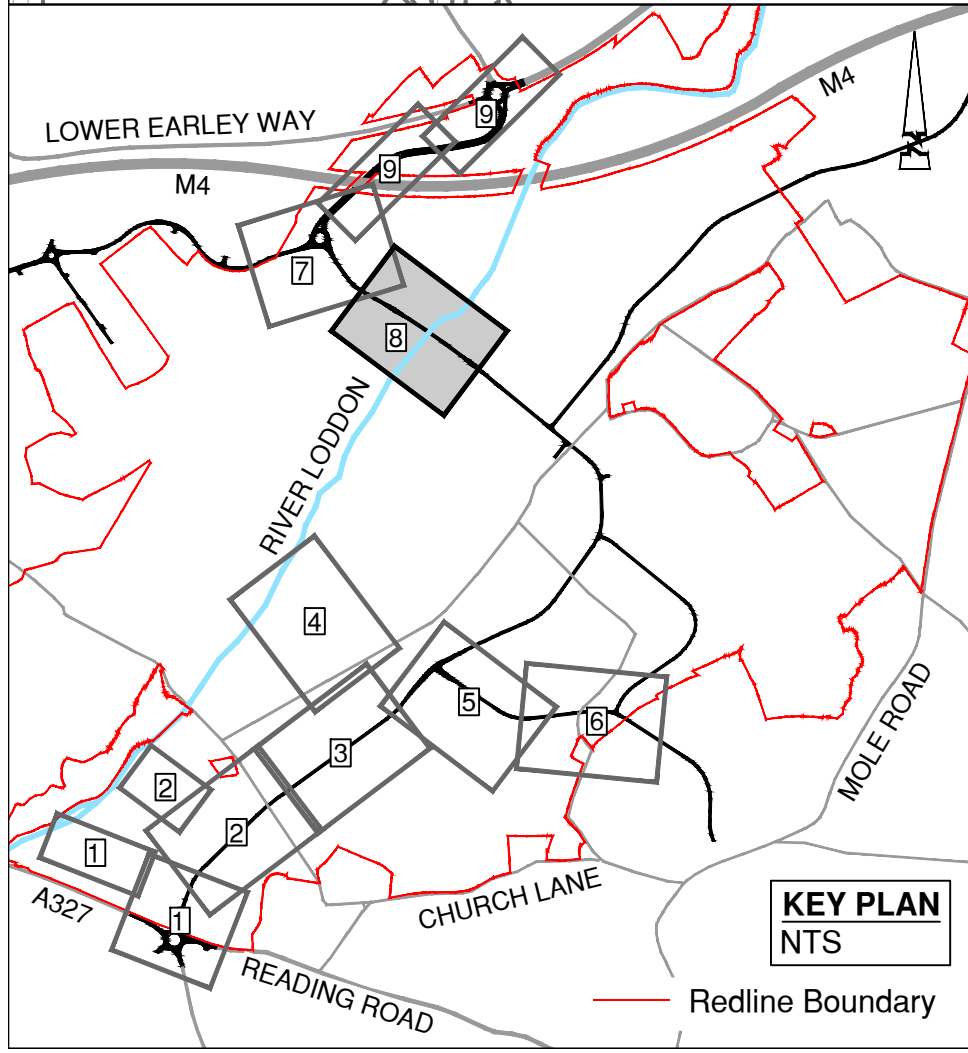 LOWER EARLEY WAY
M4
M4
N
9
9
7
8
RIVER LODDON
4
5
6
3
2
2
1
1
A327
READING ROAD
CHURCH LANE
MOLE ROAD
KEY PLAN
NTS
Redline Boundary